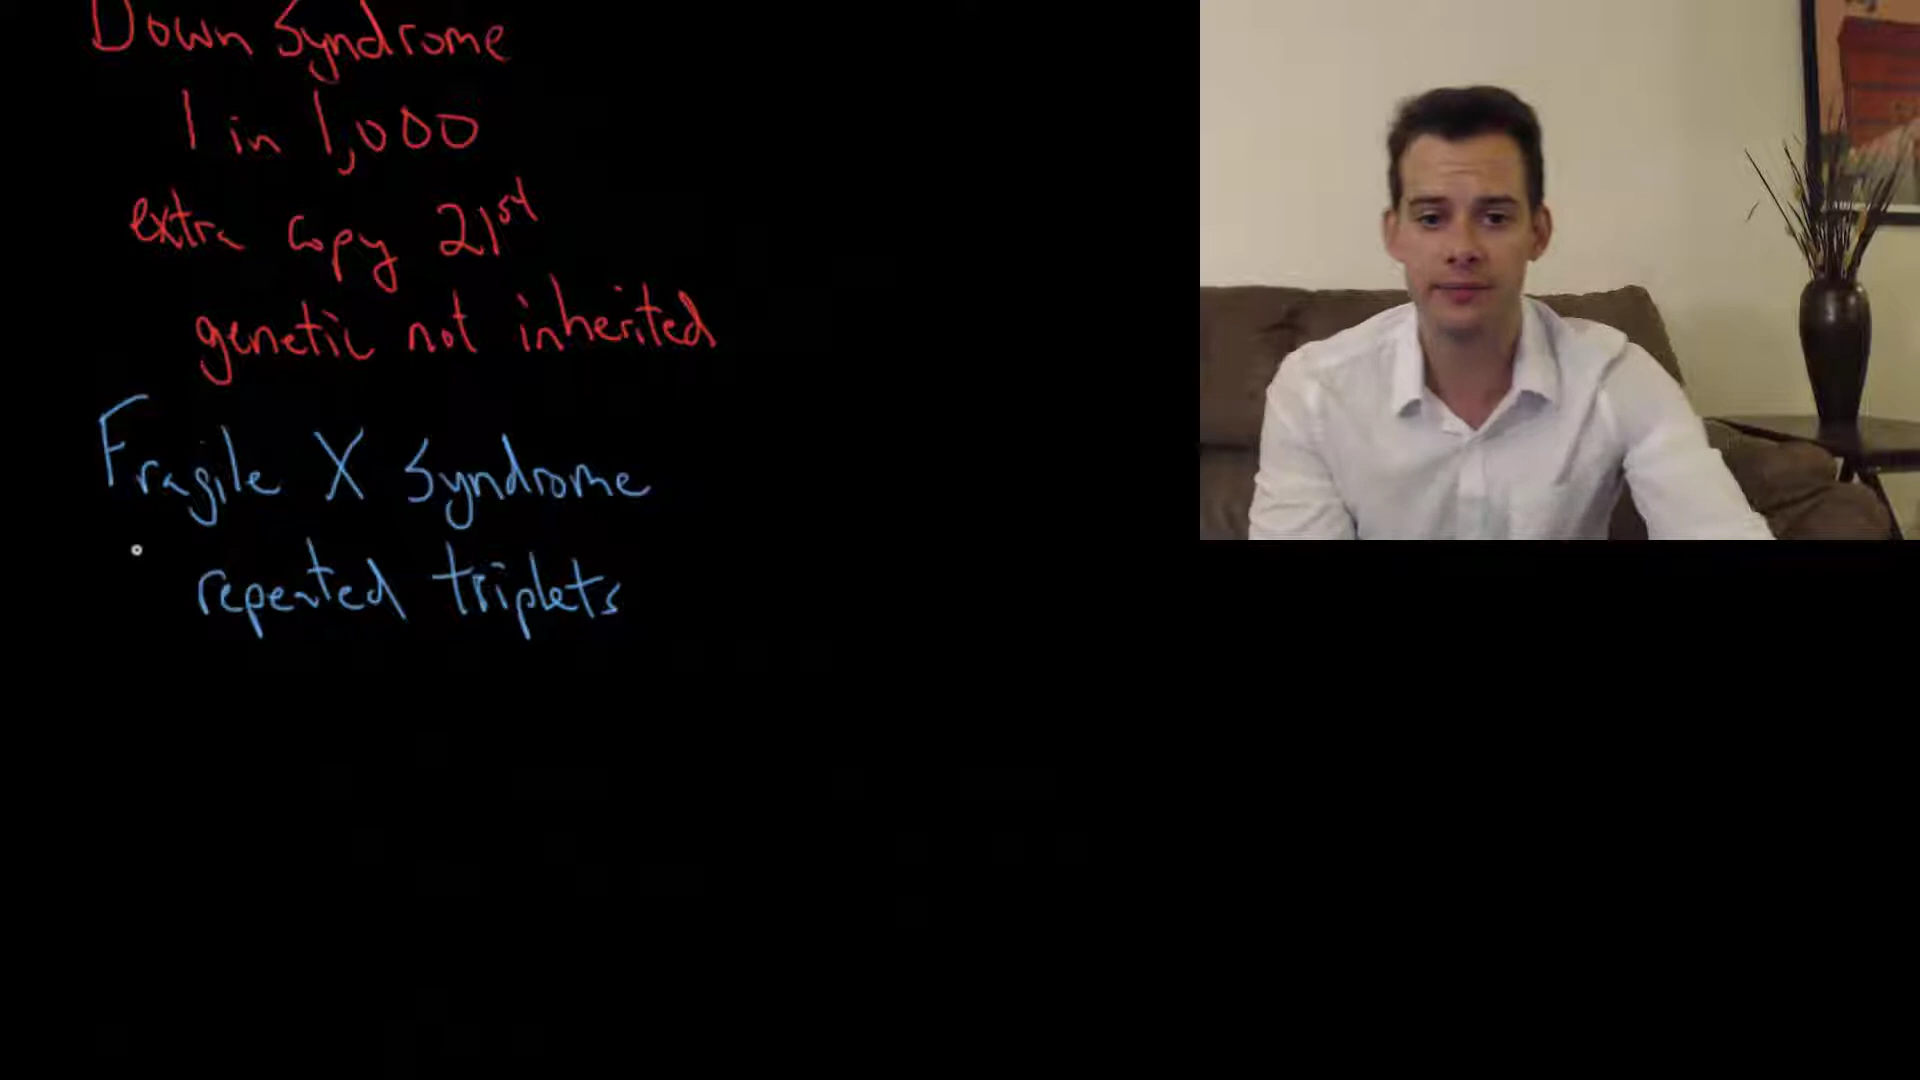 Down Syndrome
1 in 1,000
extra copy 21st
genetic not inherited
Fragile X Syndrome
repeated triplets